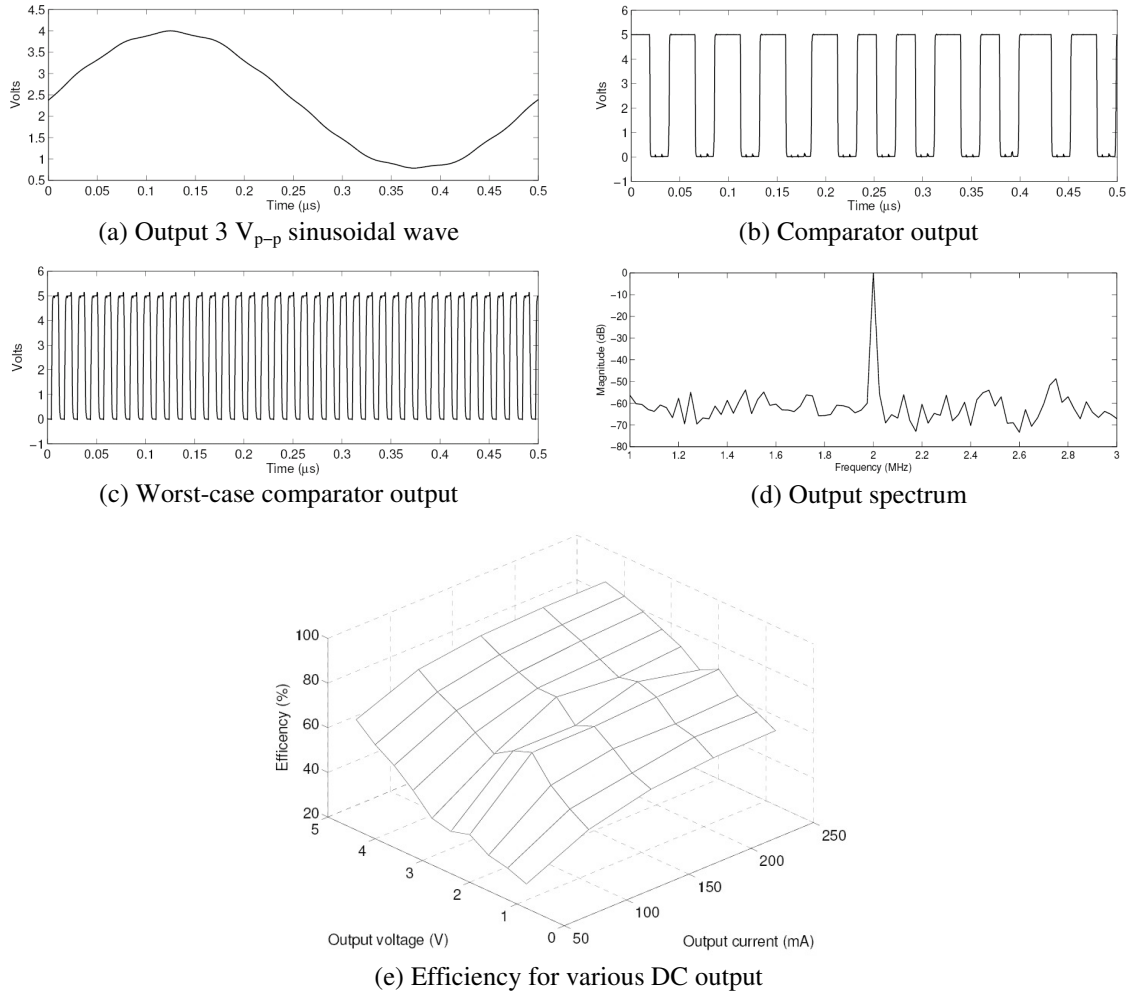 4.5
4
3.5
3
2.5
2
1.5
1
0.5
Volts
0 0.05 0.1 0.15 0.2 0.25 0.3 0.35 0.4 0.45 0.5
Time (μs)
(a) Output 3 Vp–p sinusoidal wave
6
5
4
3
2
1
0
−1
Volts
0 0.05 0.1 0.15 0.2 0.25 0.3 0.35 0.4 0.45 0.5
Time (μs)
(b) Comparator output
6
5
4
3
2
1
0
−1
Volts
0 0.05 0.1 0.15 0.2 0.25 0.3 0.35 0.4 0.45 0.5
Time (μs)
(c) Worst-case comparator output
0
−10
−20
−30
−40
−50
−60
−70
−80
Magnitude (dB)
1 1.2 1.4 1.6 1.8 2 2.2 2.4 2.6 2.8 3
Frequency (MHz)
(d) Output spectrum
100
80
60
40
20
Efficency (%)
5
4
3
2
1
0
Output voltage (V)
50
100
150
200
250
Output current (mA)
(e) Efficiency for various DC output